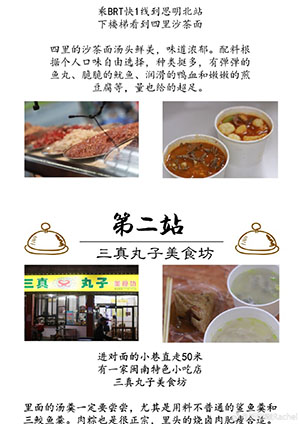 乘BRT快1线到思明北站
下楼梯看到四里沙茶面
四里的沙茶面汤头鲜美，味道浓郁。配料根
据个人口味自由选择，种类挺多，有弹弹的
鱼丸、脆脆的鱿鱼、润滑的鸭血和嫩嫩的煎
豆腐等，量也给的超足。
第二站
三真丸子美食坊
三真 丸子 美食坊
进对面的小巷直走50米
有一家闽南特色小吃店
三真丸子美食坊
里面的汤羹一定要尝尝，尤其是用料不普通的鲨鱼羹和
三鲛鱼羹。肉粽也是很正宗，里头的烧卤肉肥瘦合适。